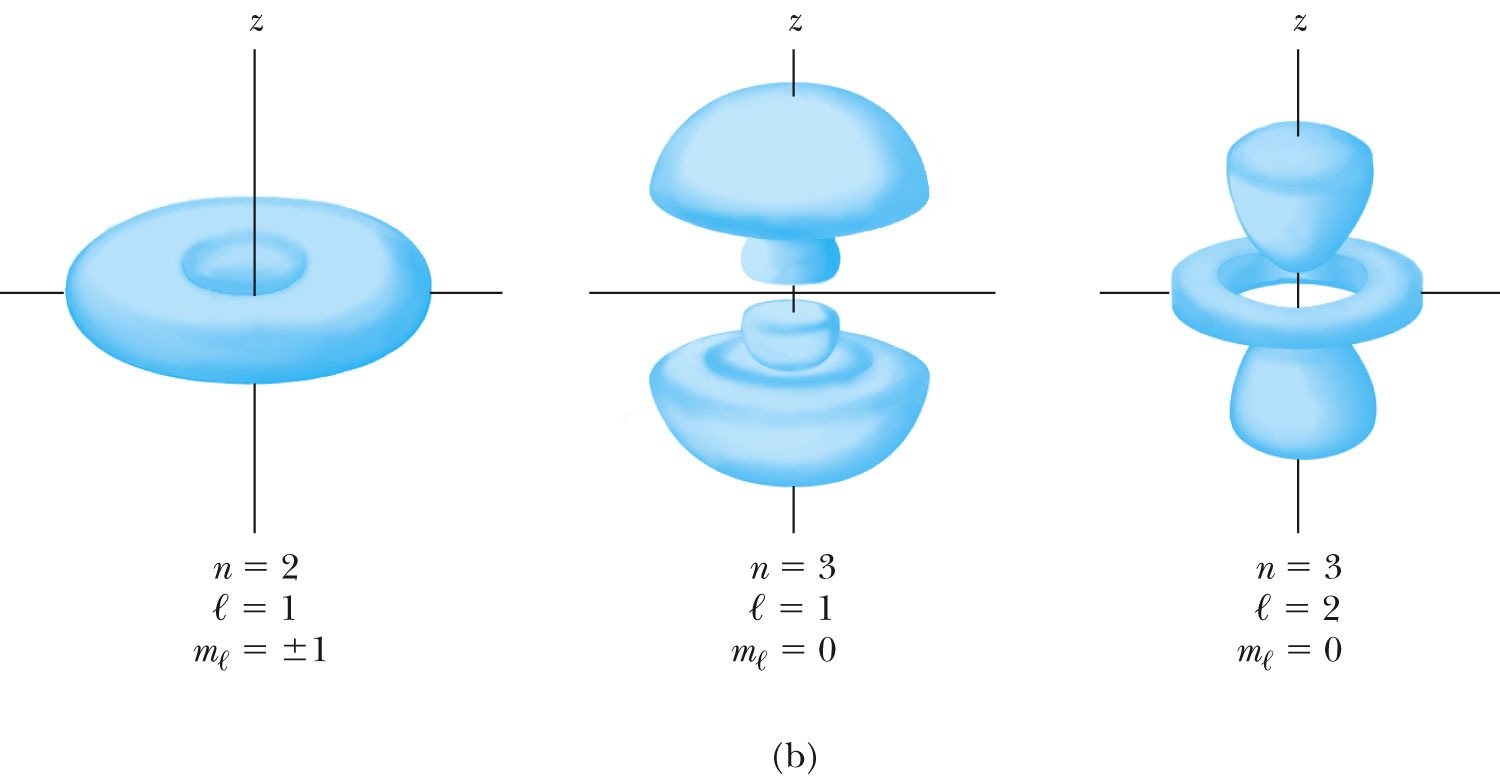 z
z
z
n = 2
ℓ = 1
mℓ = ±1
n = 3
ℓ = 1
mℓ = 0
n = 3
ℓ = 2
mℓ = 0
(b)